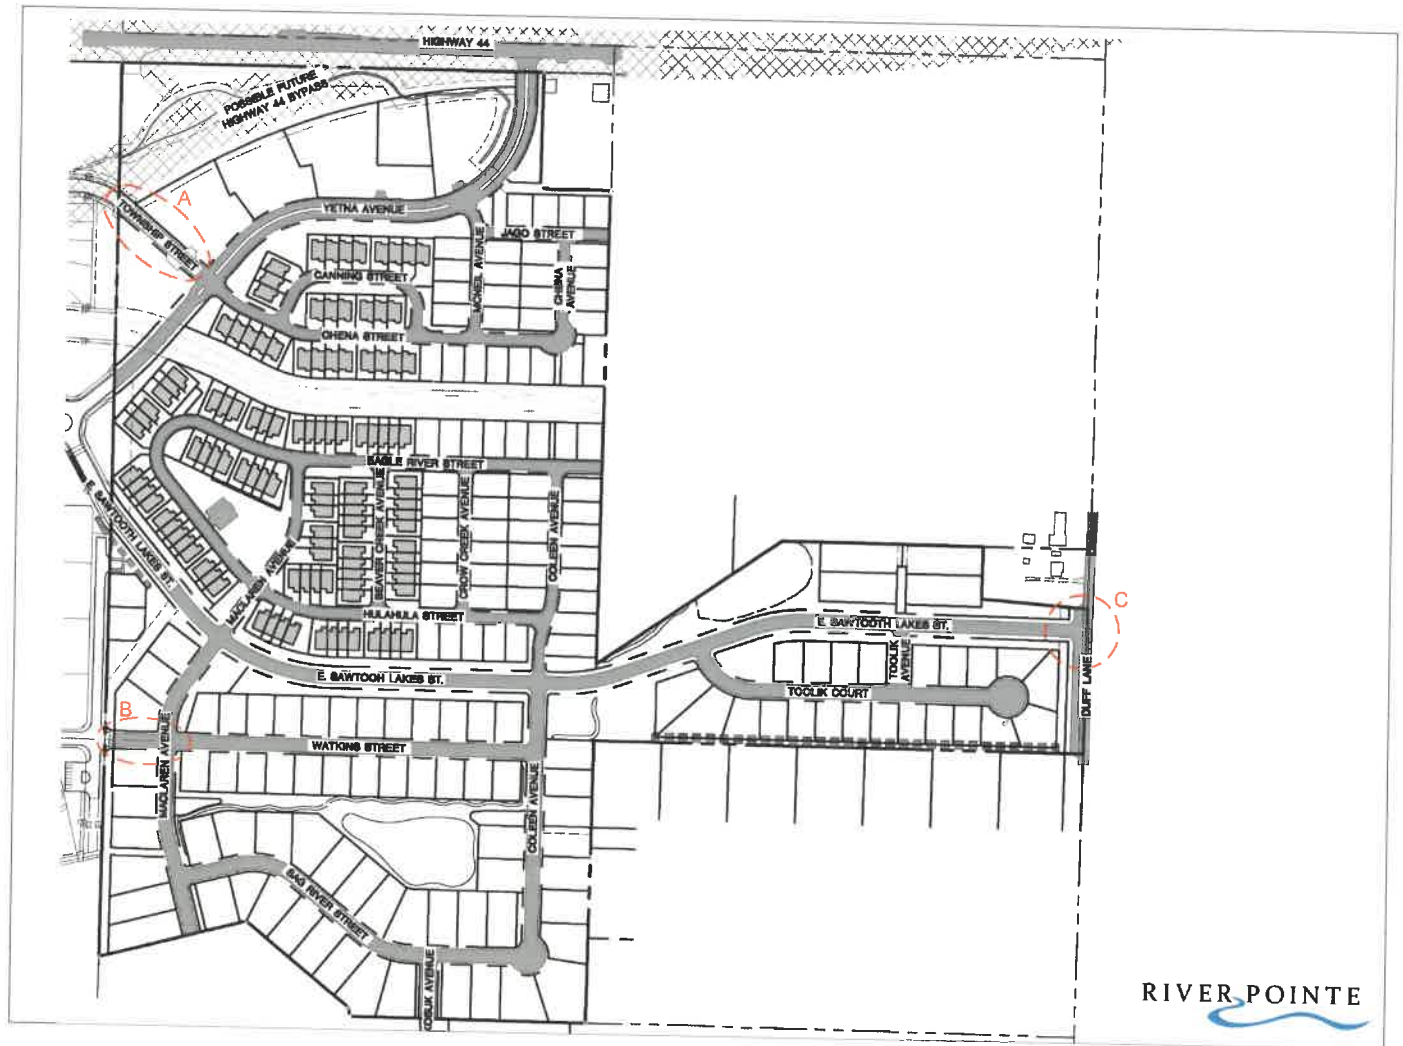 HIGHWAY 44
POSSIBLE FUTURE
HIGHWAY 44 BYPASS
A
TOWNSHIP STREET
YETNA AVENUE
JAGO STREET
MCNEIL AVENUE
CHENA
AVENUE
CANNING STREET
CHENA STREET
EAGLE RIVER STREET
E. SAWTOOTH LAKES ST.
MACLAREN AVENUE
BEAVER CREEK AVENUE
CROW CREEK AVENUE
COLEEN AVENUE
HULAHULA STREET
E. SAWTOOTH LAKES ST.
C
TOOLIK
AVENUE
E. SAWTOOH LAKES ST.
TOOLIK COURT
DUFF LANE
B
MACLAREN AVENUE
WATKINS STREET
COLEEN AVENUE
SAG RIVER STREET
KOBUK AVENUE
RIVER POINTE